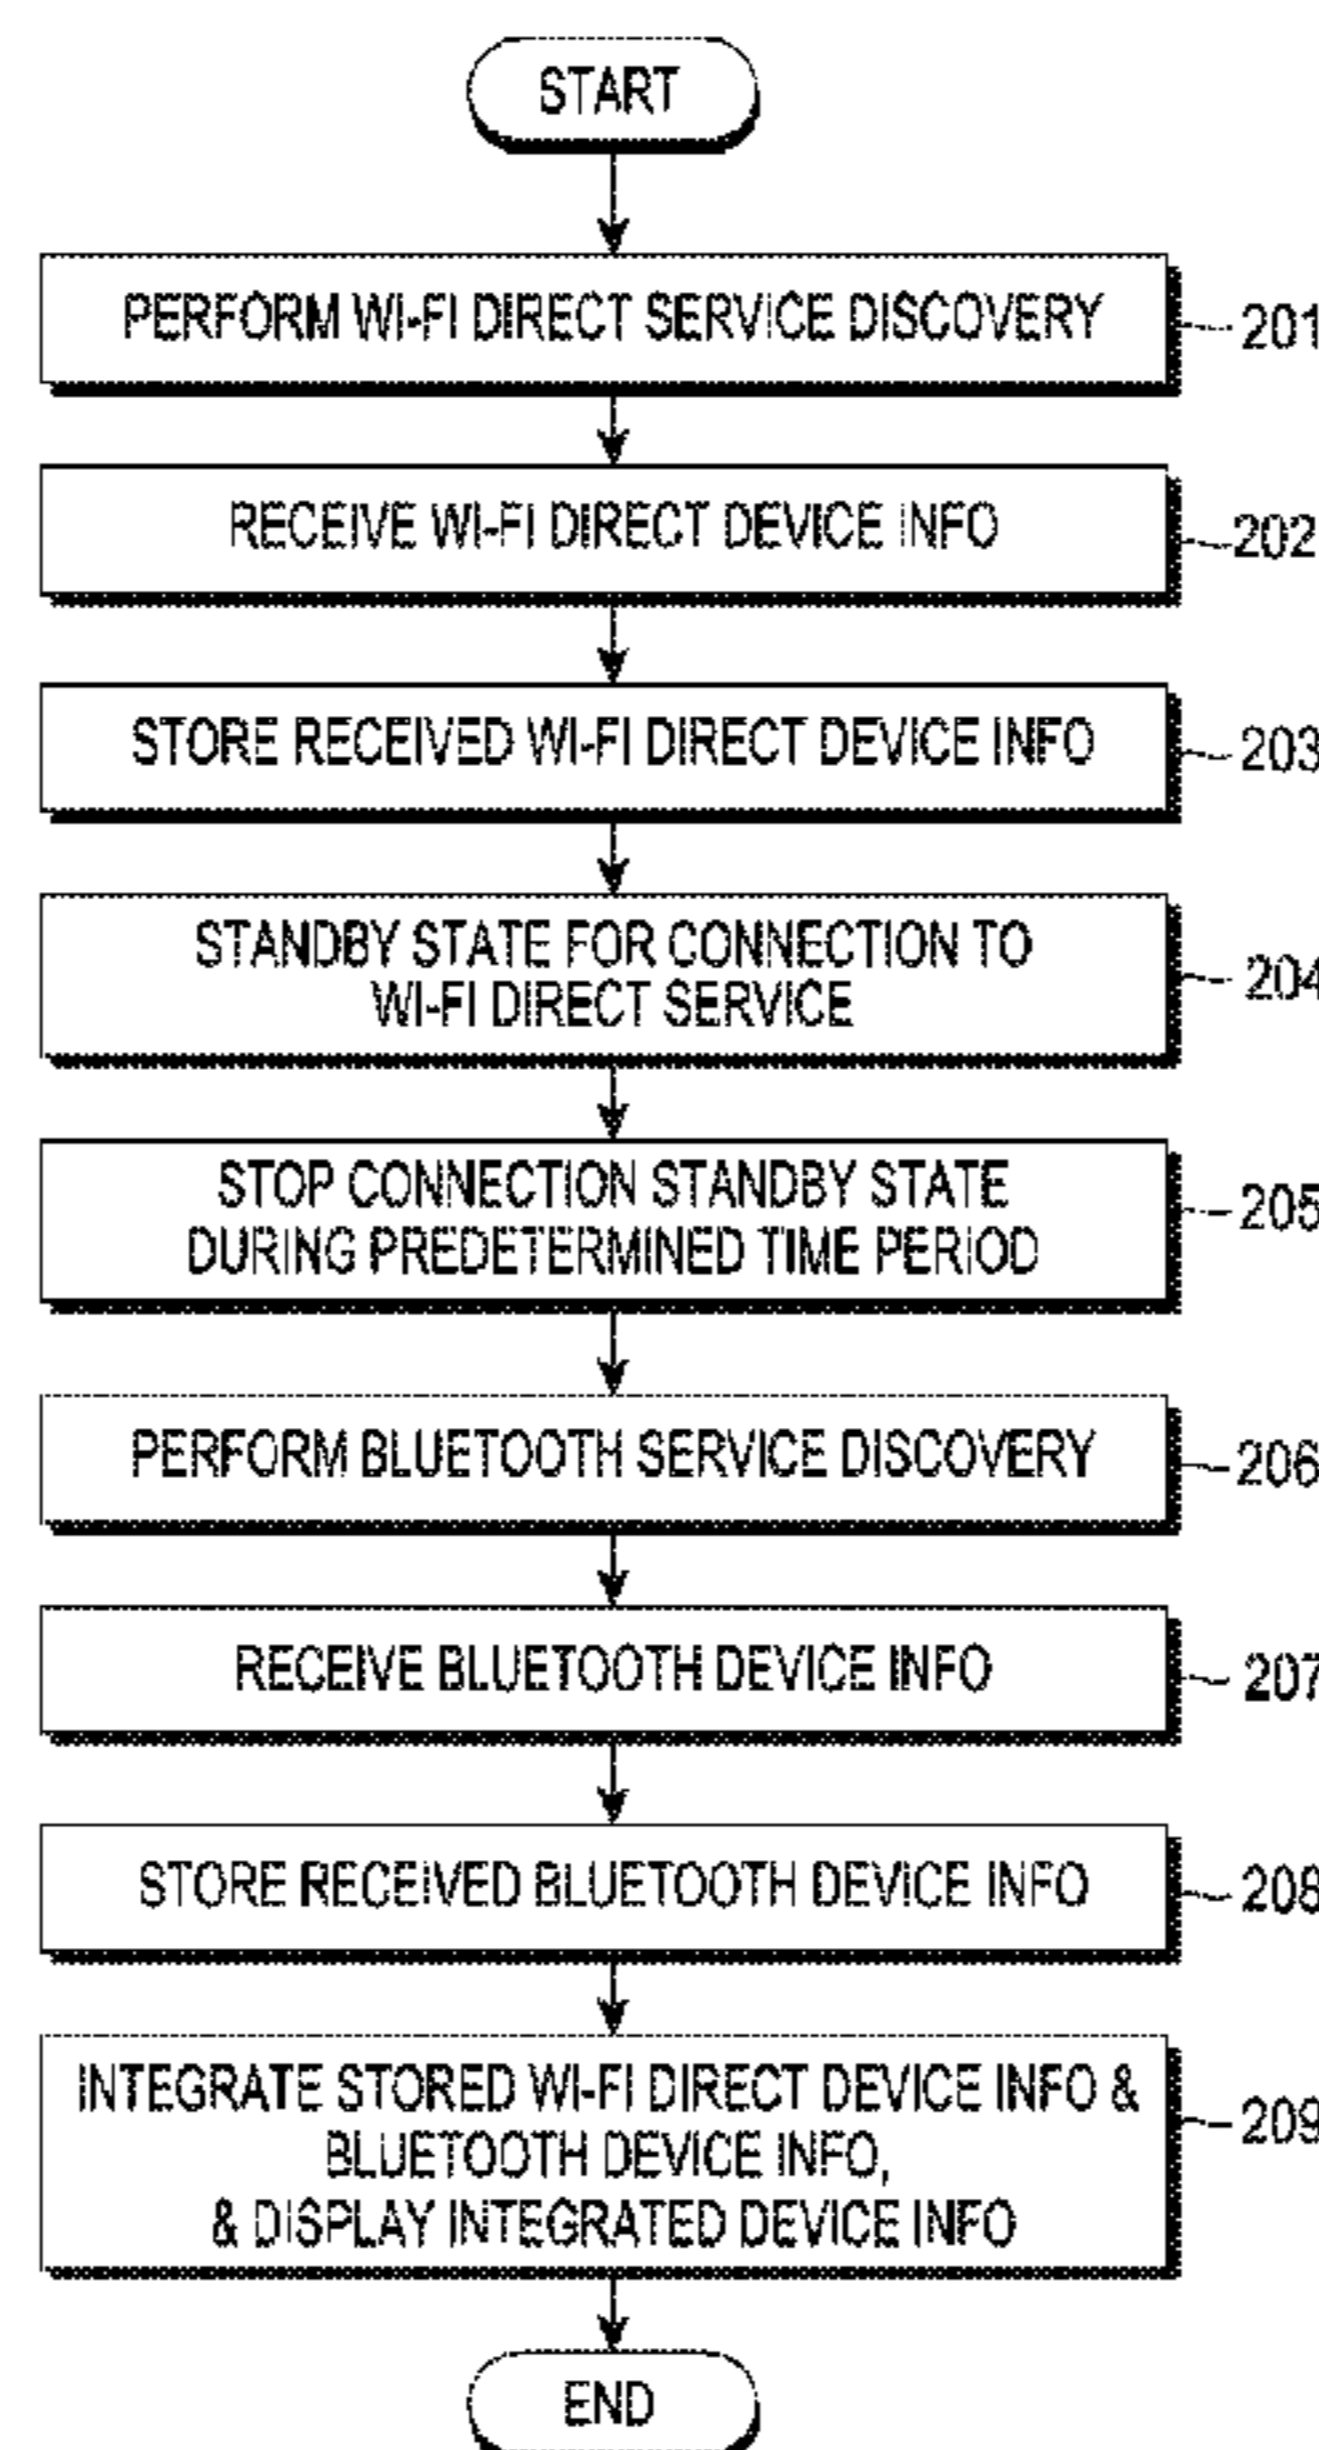 START
PERFORM WI-FI DIRECT SERVICE DISCOVERY
201
RECEIVE WI-FI DIRECT DEVICE INFO
202
STORE RECEIVED WI-FI DIRECT DEVICE INFO
203
STANDBY STATE FOR CONNECTION TO
WI-FI DIRECT SERVICE
204
STOP CONNECTION STANDBY STATE
DURING PREDETERMINED TIME PERIOD
205
PERFORM BLUETOOTH SERVICE DISCOVERY
206
RECEIVE BLUETOOTH DEVICE INFO
207
STORE RECEIVED BLUETOOTH DEVICE INFO
208
INTEGRATE STORED WI-FI DIRECT DEVICE INFO &
BLUETOOTH DEVICE INFO,
& DISPLAY INTEGRATED DEVICE INFO
209
END